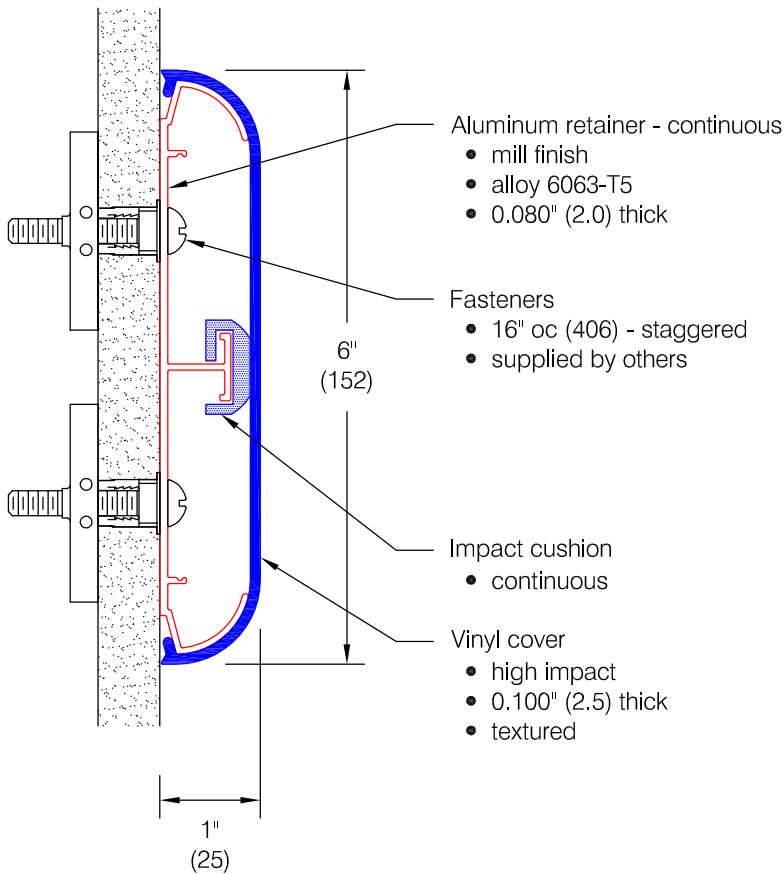 Aluminum retainer - continuous
● mill finish
● alloy 6063-T5
● 0.080" (2.0) thick
Fasteners
● 16" oc (406) - staggered
● supplied by others
6"
(152)
Impact cushion
● continuous
Vinyl cover
● high impact
● 0.100" (2.5) thick
● textured
1"
(25)